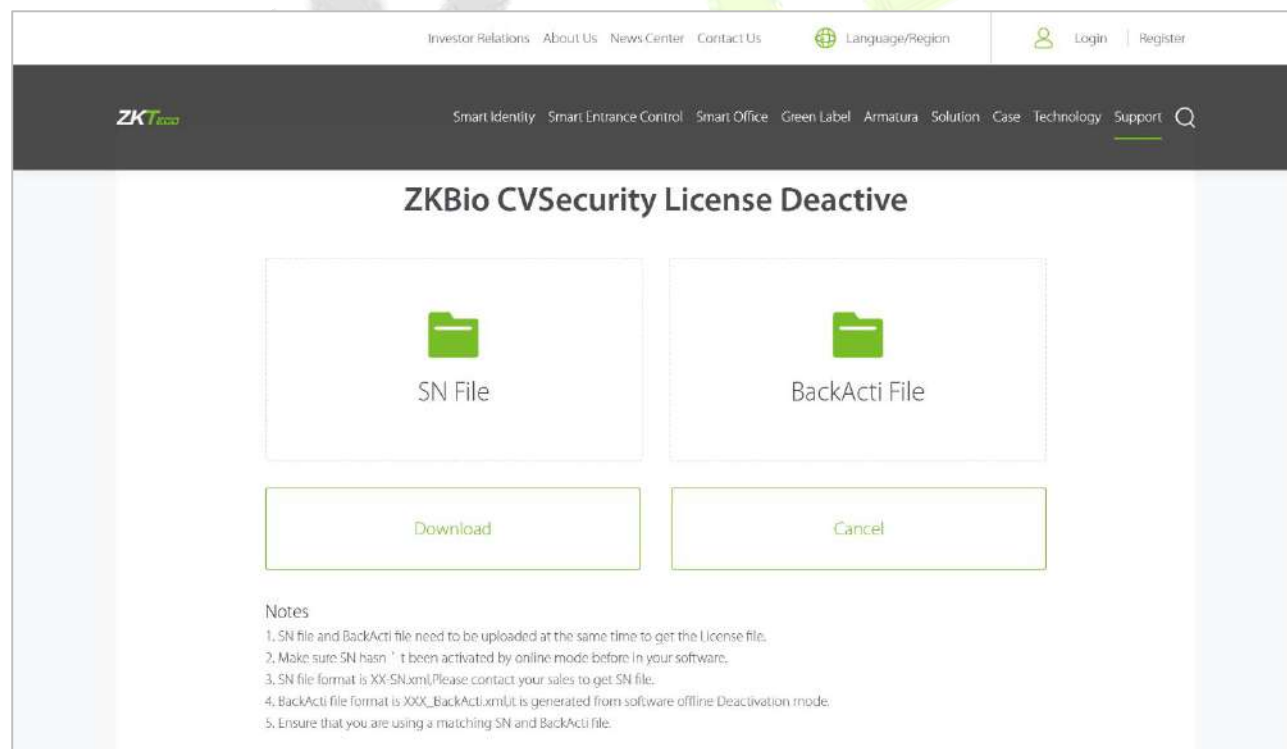 Investor Relations About Us News Center Contact Us Language/Region Login Register
ZKTeco Smart Identity Smart Entrance Control Smart Office Green Label Armatura Solution Case Technology Support
ZKBio CVSecurity License Deactive
SN File BackActi File
Download Cancel
Notes
1. SN file and BackActi file need to be uploaded at the same time to get the License file.
2. Make sure SN hasn ' t been activated by online mode before in your software.
3. SN file format is XX-SN.xml,Please contact your sales to get SN file.
4. BackActi file format is XXX_BackActi.xml,it is generated from software offline Deactivation mode.
5. Ensure that you are using a matching SN and BackActi file.